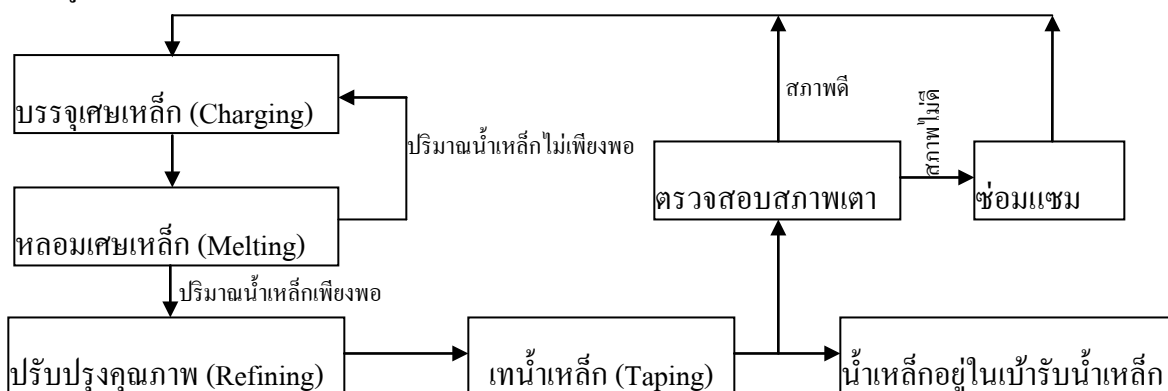 สภาพดี
บรรจุเศษเหล็ก (Charging)
สภาพไม่ดี
ปริมาณน้ำเหล็กไม่เพียงพอ
ตรวจสอบสภาพเตา
ซ่อมแซม
หลอมเศษเหล็ก (Melting)
ปริมาณน้ำเหล็กเพียงพอ
ปรับปรุงคุณภาพ (Refining)
เทน้ำเหล็ก (Taping)
น้ำเหล็กอยู่ในเบ้ารับน้ำเหล็ก